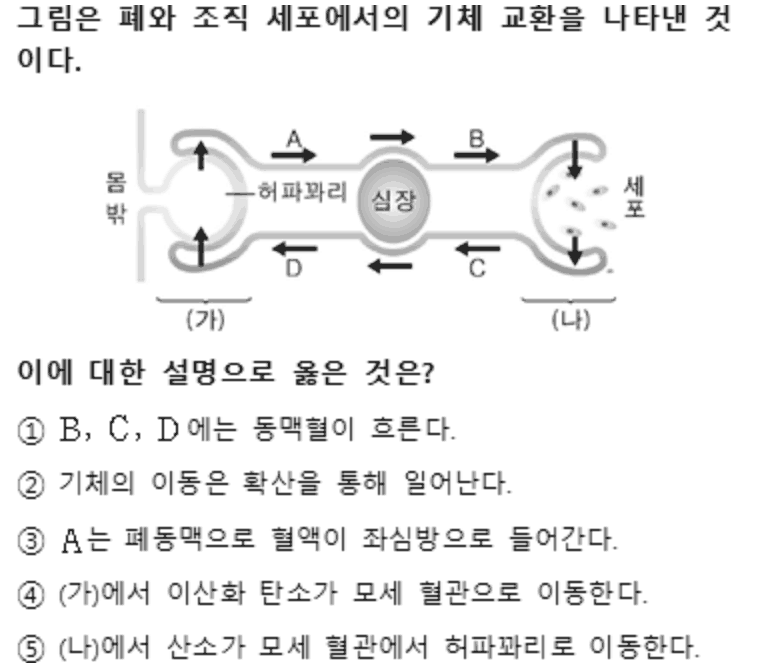 그림은 폐와 조직 세포에서의 기체 교환을 나타낸 것
이다.
A
B
몸
밖
허파꽈리
심장
세
포
D
C
(가)
(나)
이에 대한 설명으로 옳은 것은?
① B, C, D에는 동맥혈이 흐른다.
② 기체의 이동은 확산을 통해 일어난다.
③ A는 폐동맥으로 혈액이 좌심방으로 들어간다.
④ (가)에서 이산화 탄소가 모세 혈관으로 이동한다.
⑤ (나)에서 산소가 모세 혈관에서 허파꽈리로 이동한다.